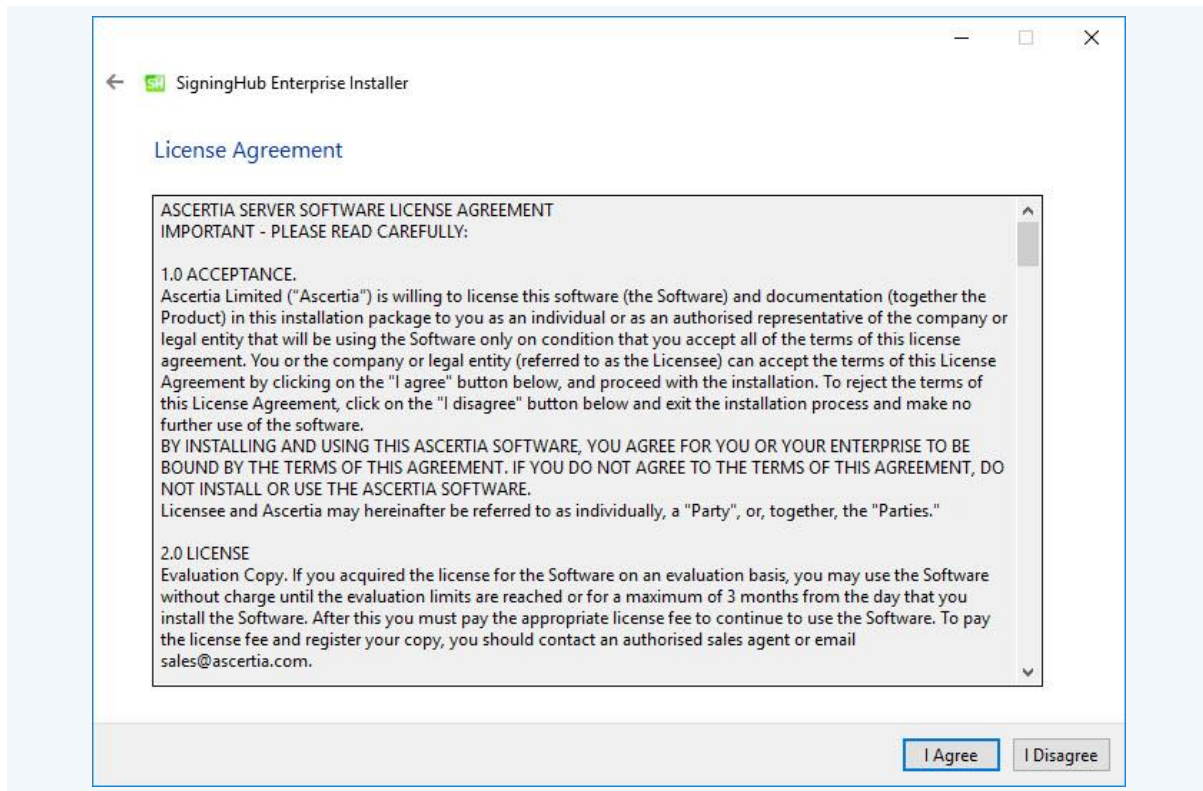 SH SigningHub Enterprise Installer
License Agreement
ASCERTIA SERVER SOFTWARE LICENSE AGREEMENT
IMPORTANT - PLEASE READ CAREFULLY:
1.0 ACCEPTANCE.
Ascertia Limited (“Ascertia”) is willing to license this software (the Software) and documentation (together the
Product) in this installation package to you as an individual or as an authorised representative of the company or
legal entity that will be using the Software only on condition that you accept all of the terms of this license
agreement. You or the company or legal entity (referred to as the Licensee) can accept the terms of this License
Agreement by clicking on the "I agree" button below, and proceed with the installation. To reject the terms of
this License Agreement, click on the "I disagree" button below and exit the installation process and make no
further use of the software.
BY INSTALLING AND USING THIS ASCERTIA SOFTWARE, YOU AGREE FOR YOU OR YOUR ENTERPRISE TO BE
BOUND BY THE TERMS OF THIS AGREEMENT. IF YOU DO NOT AGREE TO THE TERMS OF THIS AGREEMENT, DO
NOT INSTALL OR USE THE ASCERTIA SOFTWARE.
Licensee and Ascertia may hereinafter be referred to as individually, a "Party", or, together, the "Parties."
2.0 LICENSE
Evaluation Copy. If you acquired the license for the Software on an evaluation basis, you may use the Software
without charge until the evaluation limits are reached or for a maximum of 3 months from the day that you
install the Software. After this you must pay the appropriate license fee to continue to use the Software. To pay
the license fee and register your copy, you should contact an authorised sales agent or email
sales@ascertia.com.
I Agree I Disagree